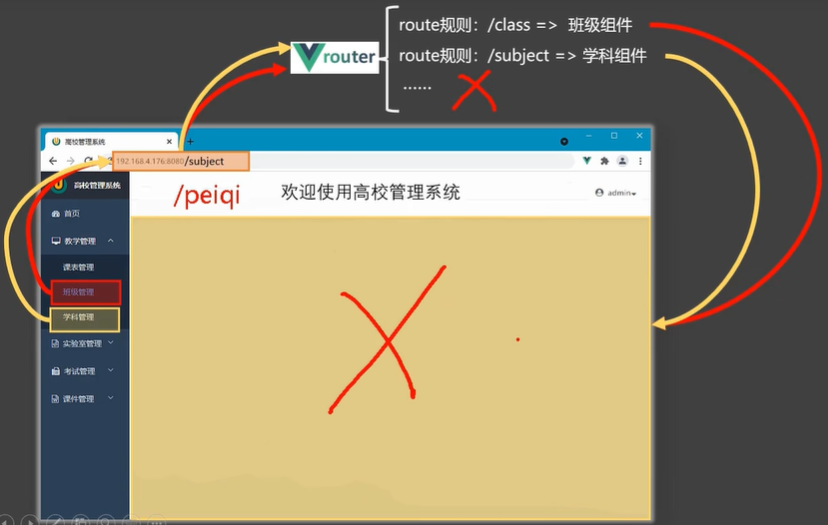 route规则：/class => 班级组件
router
route规则：/subject => 学科组件
......
高校管理系统
192.168.4.176:8080/subject
高校管理系统
/peiqi
欢迎使用高校管理系统
admin
首页
教学管理
课表管理
班级管理
学科管理
实验室管理
考试管理
课件管理